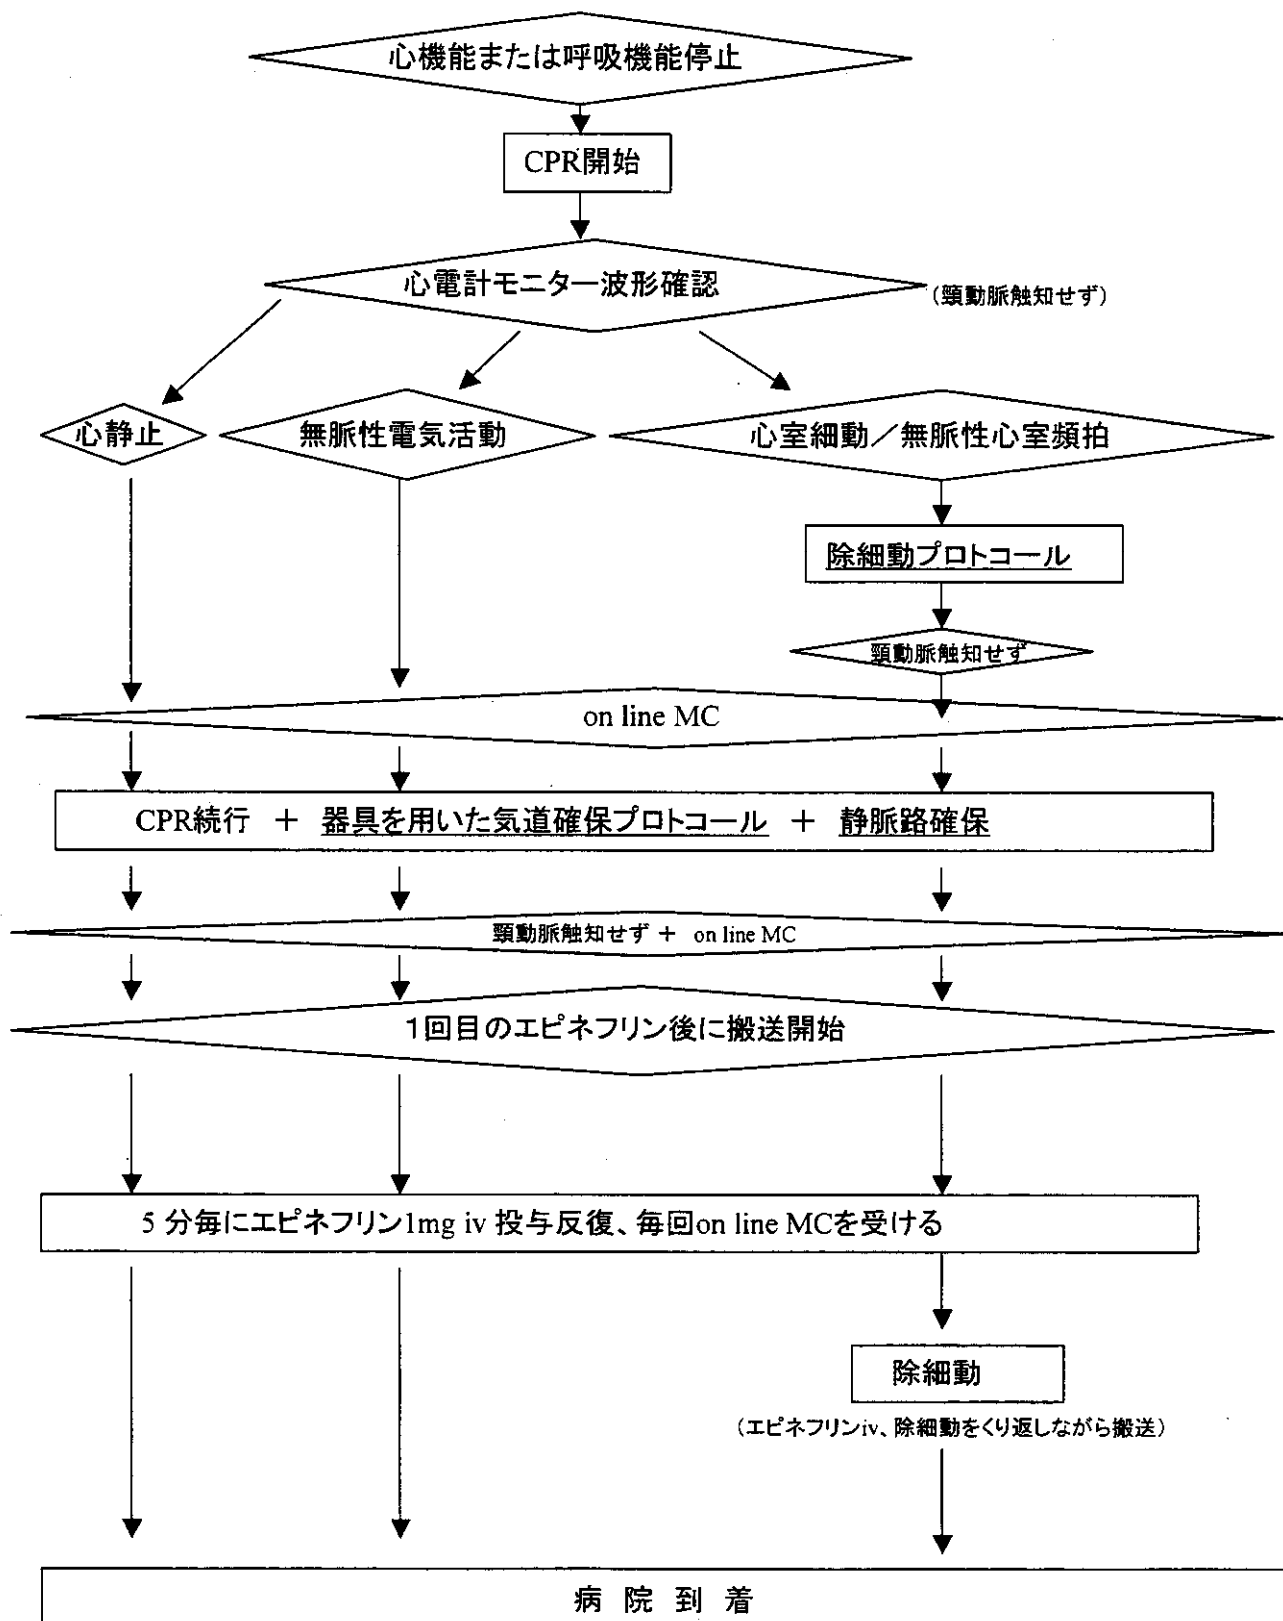 心機能または呼吸機能停止
CPR開始
心電計モニター波形確認
(頸動脈触知せず)
心静止
無脈性電気活動
心室細動／無脈性心室頻拍
除細動プロトコール
頸動脈触知せず
on line MC
CPR続行 ＋ 器具を用いた気道確保プロトコール ＋ 静脈路確保
頸動脈触知せず ＋ on line MC
1回目のエピネフリン後に搬送開始
5 分毎にエピネフリン1mg iv 投与反復、毎回on line MCを受ける
除細動
(エピネフリンiv、除細動をくり返しながら搬送)
病 院 到 着